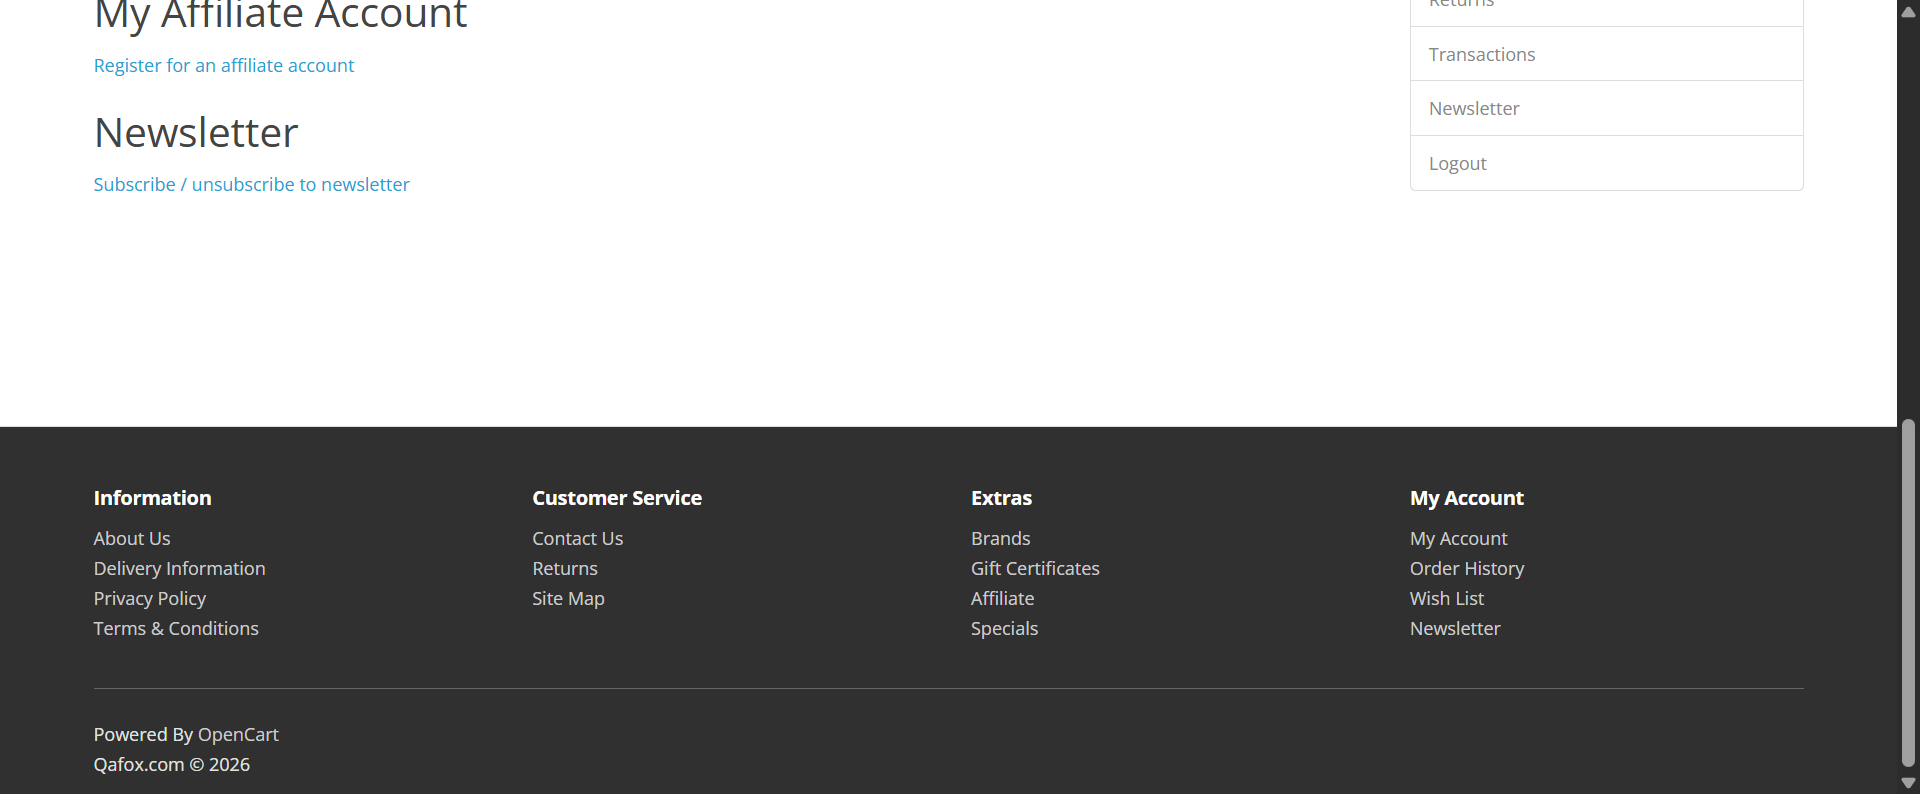 My Affiliate Account
Register for an affiliate account
Newsletter
Subscribe / unsubscribe to newsletter
Returns
Transactions
Newsletter
Logout
Information
About Us
Delivery Information
Privacy Policy
Terms & Conditions
Customer Service
Contact Us
Returns
Site Map
Extras
Brands
Gift Certificates
Affiliate
Specials
My Account
My Account
Order History
Wish List
Newsletter
Powered By OpenCart
Qafox.com © 2026